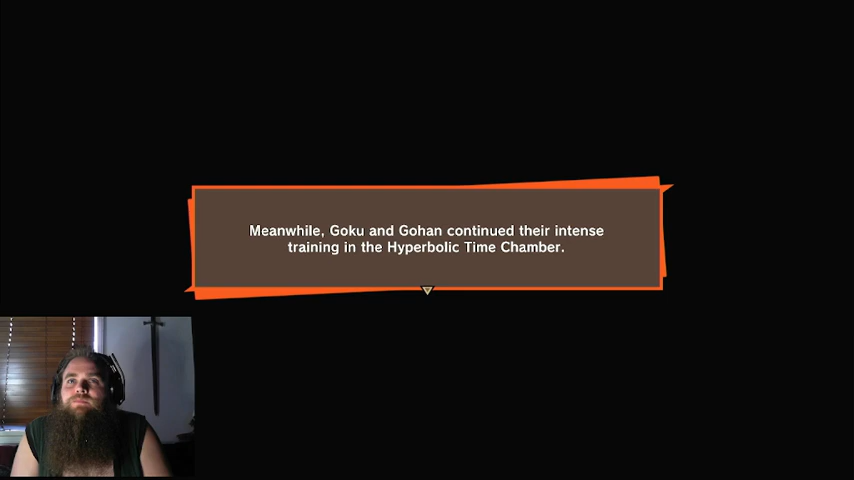 Meanwhile, Goku and Gohan continued their intense
training in the Hyperbolic Time Chamber.